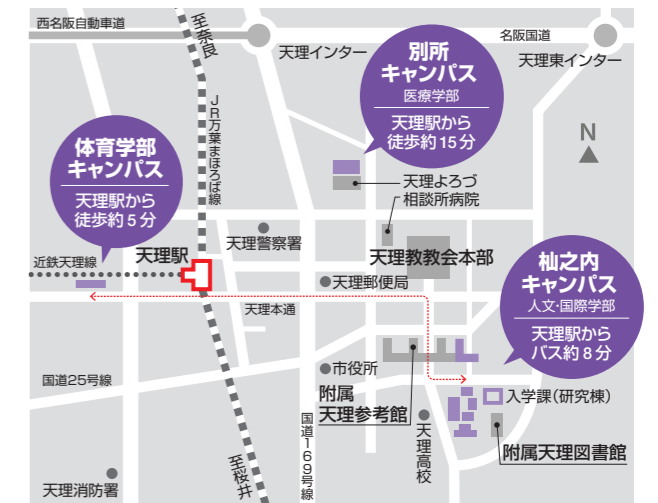 西名阪自動車道
至奈良
天理インター
名阪国道
天理東インター
別所
キャンパス
医療学部
天理駅から
徒歩約15分
JR万葉まほろば線
体育学部
キャンパス
天理駅から
徒歩約5分
N
天理よろづ
相談所病院
天理警察署
天理教教会本部
近鉄天理線
天理駅
天理郵便局
天理本通
杣之内
キャンパス
人文・国際学部
天理駅から
バス約8分
国道25号線
市役所
附属
天理参考館
入学課(研究棟)
国道169号線
天理高校
附属天理図書館
至桜井
天理消防署